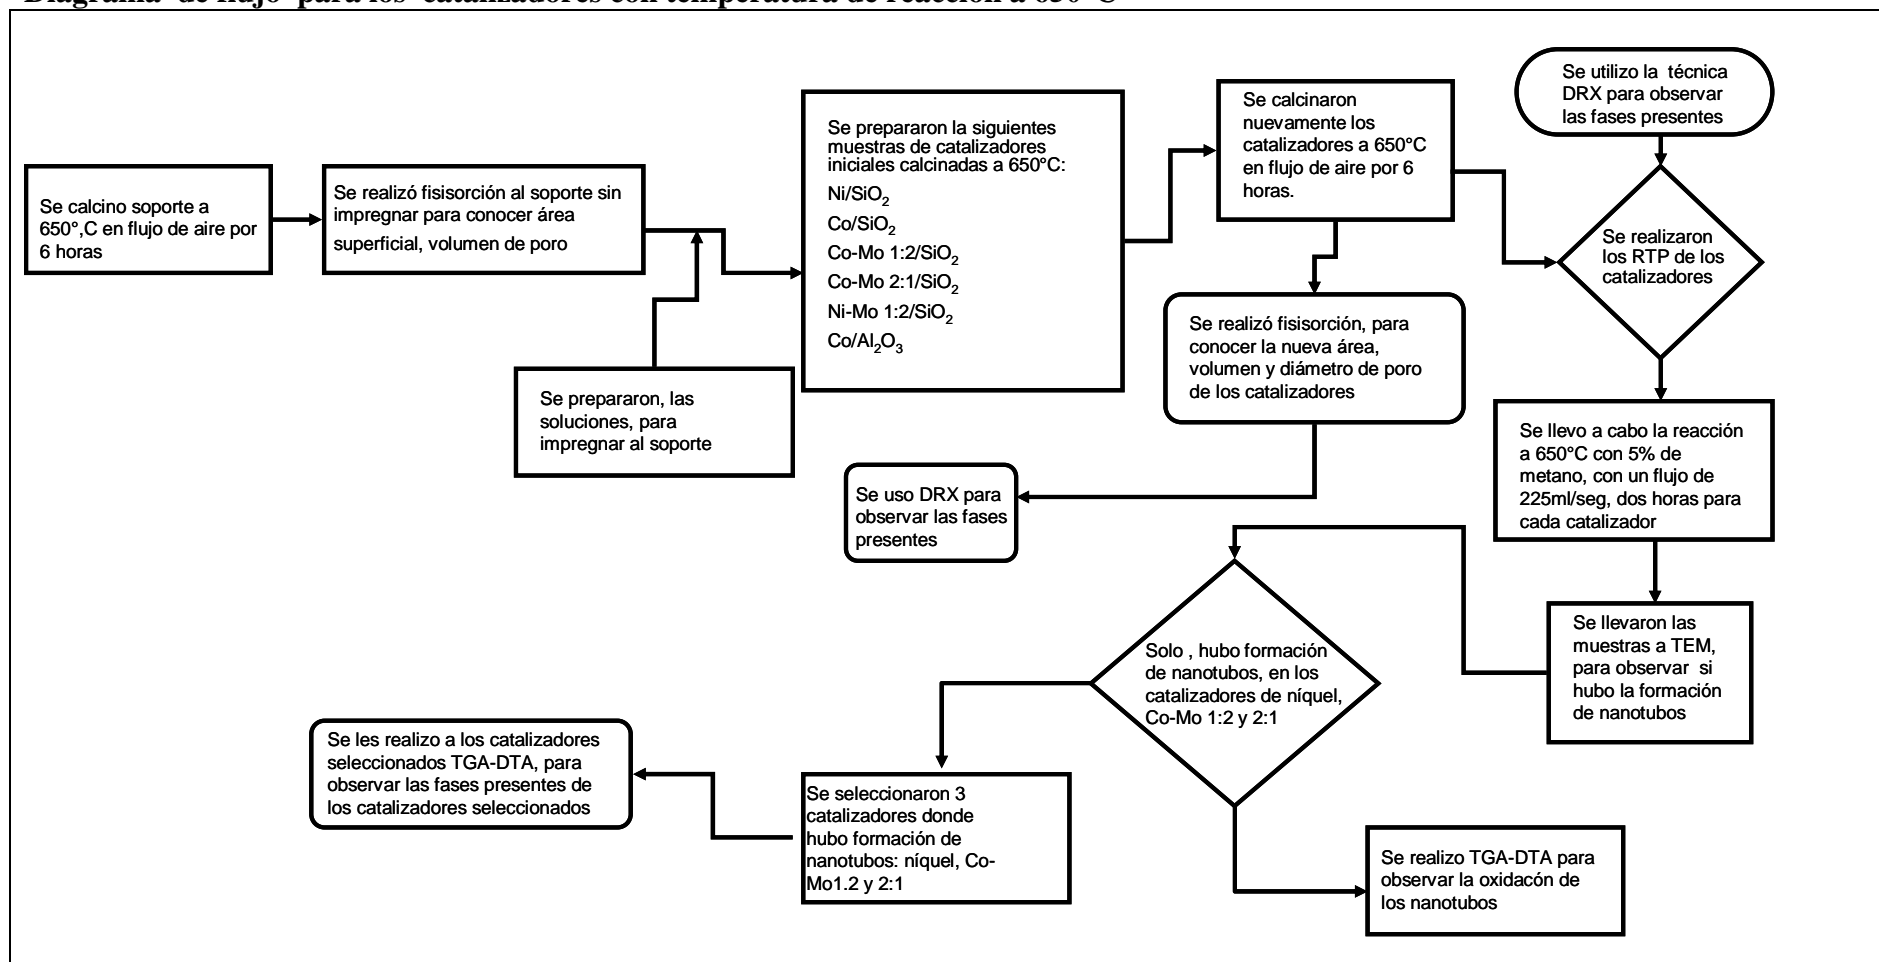 Diagrama de flujo para los catalizadores con temperatura de reacción a 650°C
Se calcino soporte a
650°,C en flujo de aire por
6 horas
Se realizó fisisorción al soporte sin
impregnar para conocer área
superficial, volumen de poro
Se prepararon, las
soluciones, para
impregnar al soporte
Se prepararon la siguientes
muestras de catalizadores
iniciales calcinadas a 650°C:
Ni/SiO2
Co/SiO2
Co-Mo 1:2/SiO2
Co-Mo 2:1/SiO2
Ni-Mo 1:2/SiO2
Co/Al2O3
Se calcinaron
nuevamente los
catalizadores a 650°C
en flujo de aire por 6
horas.
Se utilizo la técnica
DRX para observar
las fases presentes
Se realizaron
los RTP de los
catalizadores
Se realizó fisisorción, para
conocer la nueva área,
volumen y diámetro de poro
de los catalizadores
Se uso DRX para
observar las fases
presentes
Se llevo a cabo la reacción
a 650°C con 5% de
metano, con un flujo de
225ml/seg, dos horas para
cada catalizador
Se llevaron las
muestras a TEM,
para observar si
hubo la formación
de nanotubos
Solo , hubo formación
de nanotubos, en los
catalizadores de níquel,
Co-Mo 1:2 y 2:1
Se les realizo a los catalizadores
seleccionados TGA-DTA, para
observar las fases presentes de
los catalizadores seleccionados
Se seleccionaron 3
catalizadores donde
hubo formación de
nanotubos: níquel, Co-
Mo1.2 y 2:1
Se realizo TGA-DTA para
observar la oxidacón de
los nanotubos